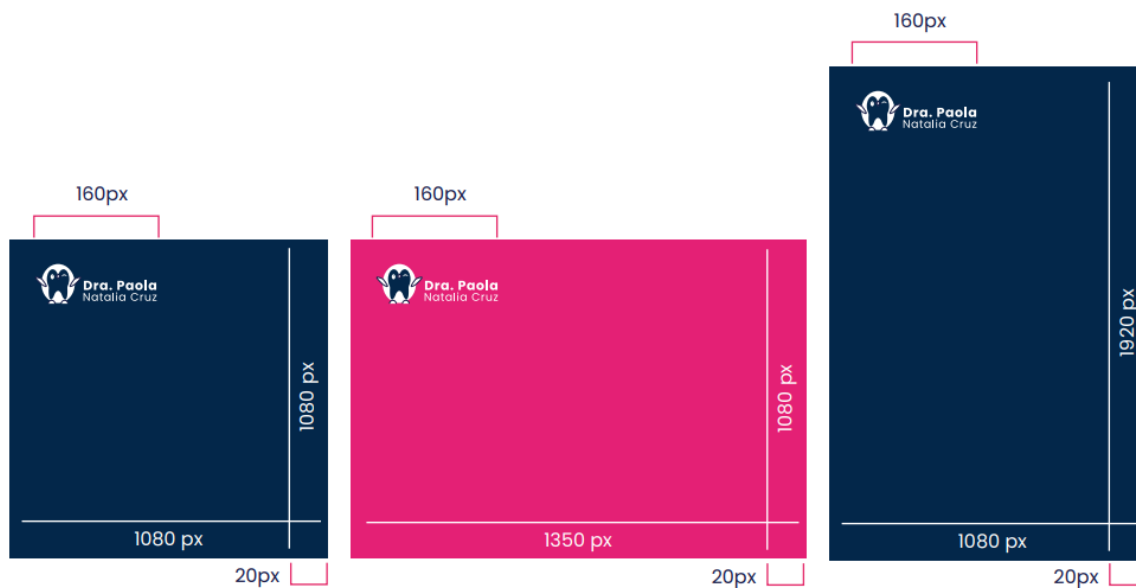 160px
Dra. Paola
Natalia Cruz
1080 px
1080 px
20px
160px
Dra. Paola
Natalia Cruz
1080 px
1350 px
20px
160px
Dra. Paola
Natalia Cruz
1920 px
1080 px
20px